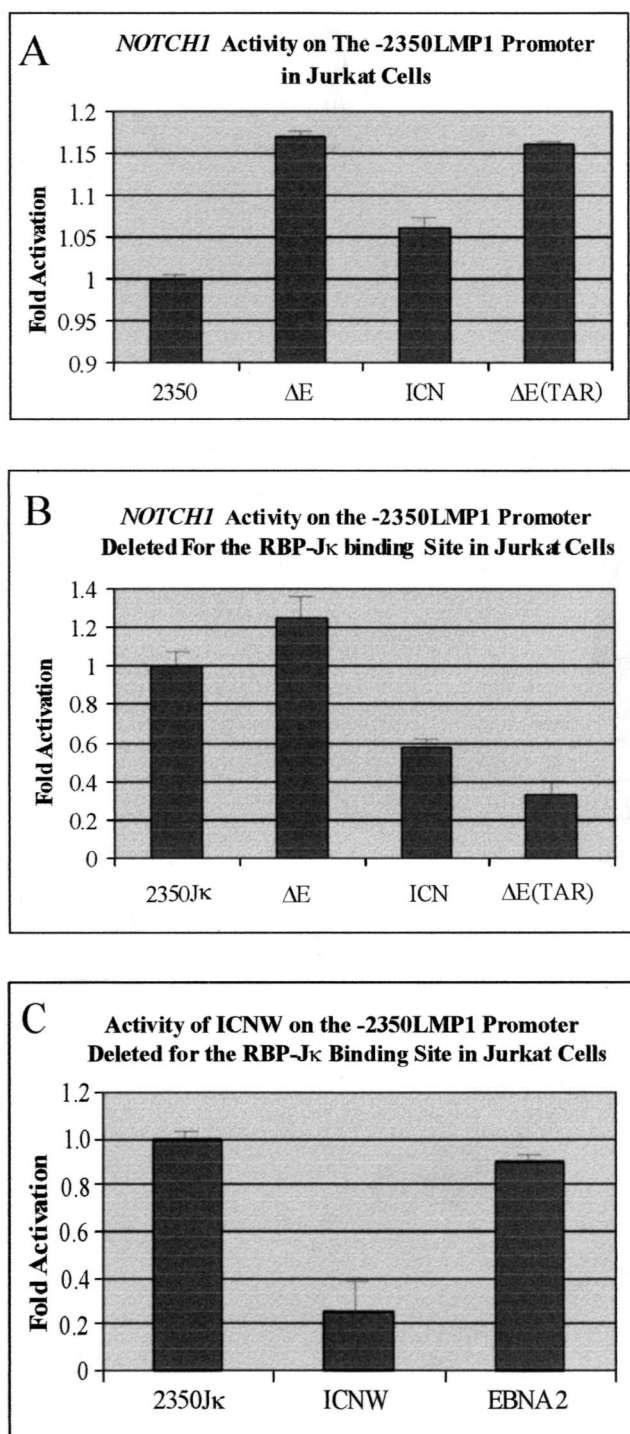 A
NOTCH1 Activity on The -2350LMP1 Promoter
in Jurkat Cells
Fold Activation
1.2
1.15
1.1
1.05
1
0.95
0.9
2350 ΔE ICN ΔE(TAR)
B
NOTCH1 Activity on the -2350LMP1 Promoter
Deleted For the RBP-Jκ binding Site in Jurkat Cells
Fold Activation
1.4
1.2
1
0.8
0.6
0.4
0.2
0
2350Jκ ΔE ICN ΔE(TAR)
C
Activity of ICNW on the -2350LMP1 Promoter
Deleted for the RBP-Jκ Binding Site in Jurkat Cells
Fold Activation
1.2
1.0
0.8
0.6
0.4
0.2
0
2350Jκ ICNW EBNA2